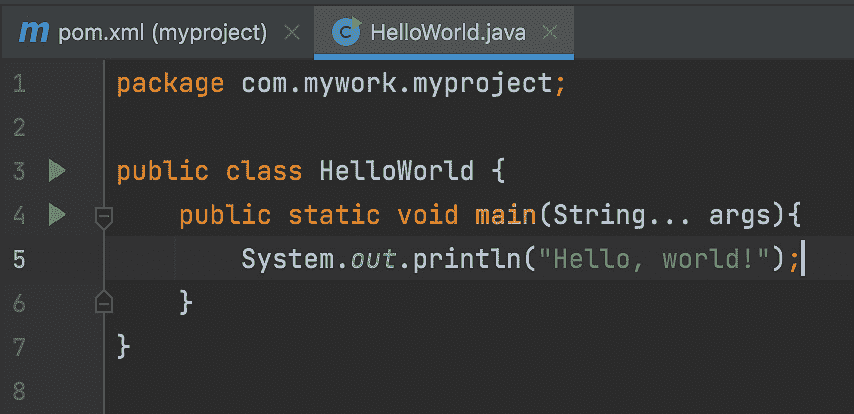 m pom.xml (myproject) × C HelloWorld.java ×
1 package com.mywork.myproject;
2
3 public class HelloWorld {
4     public static void main(String... args){
5         System.out.println("Hello, world!");
6     }
7 }
8